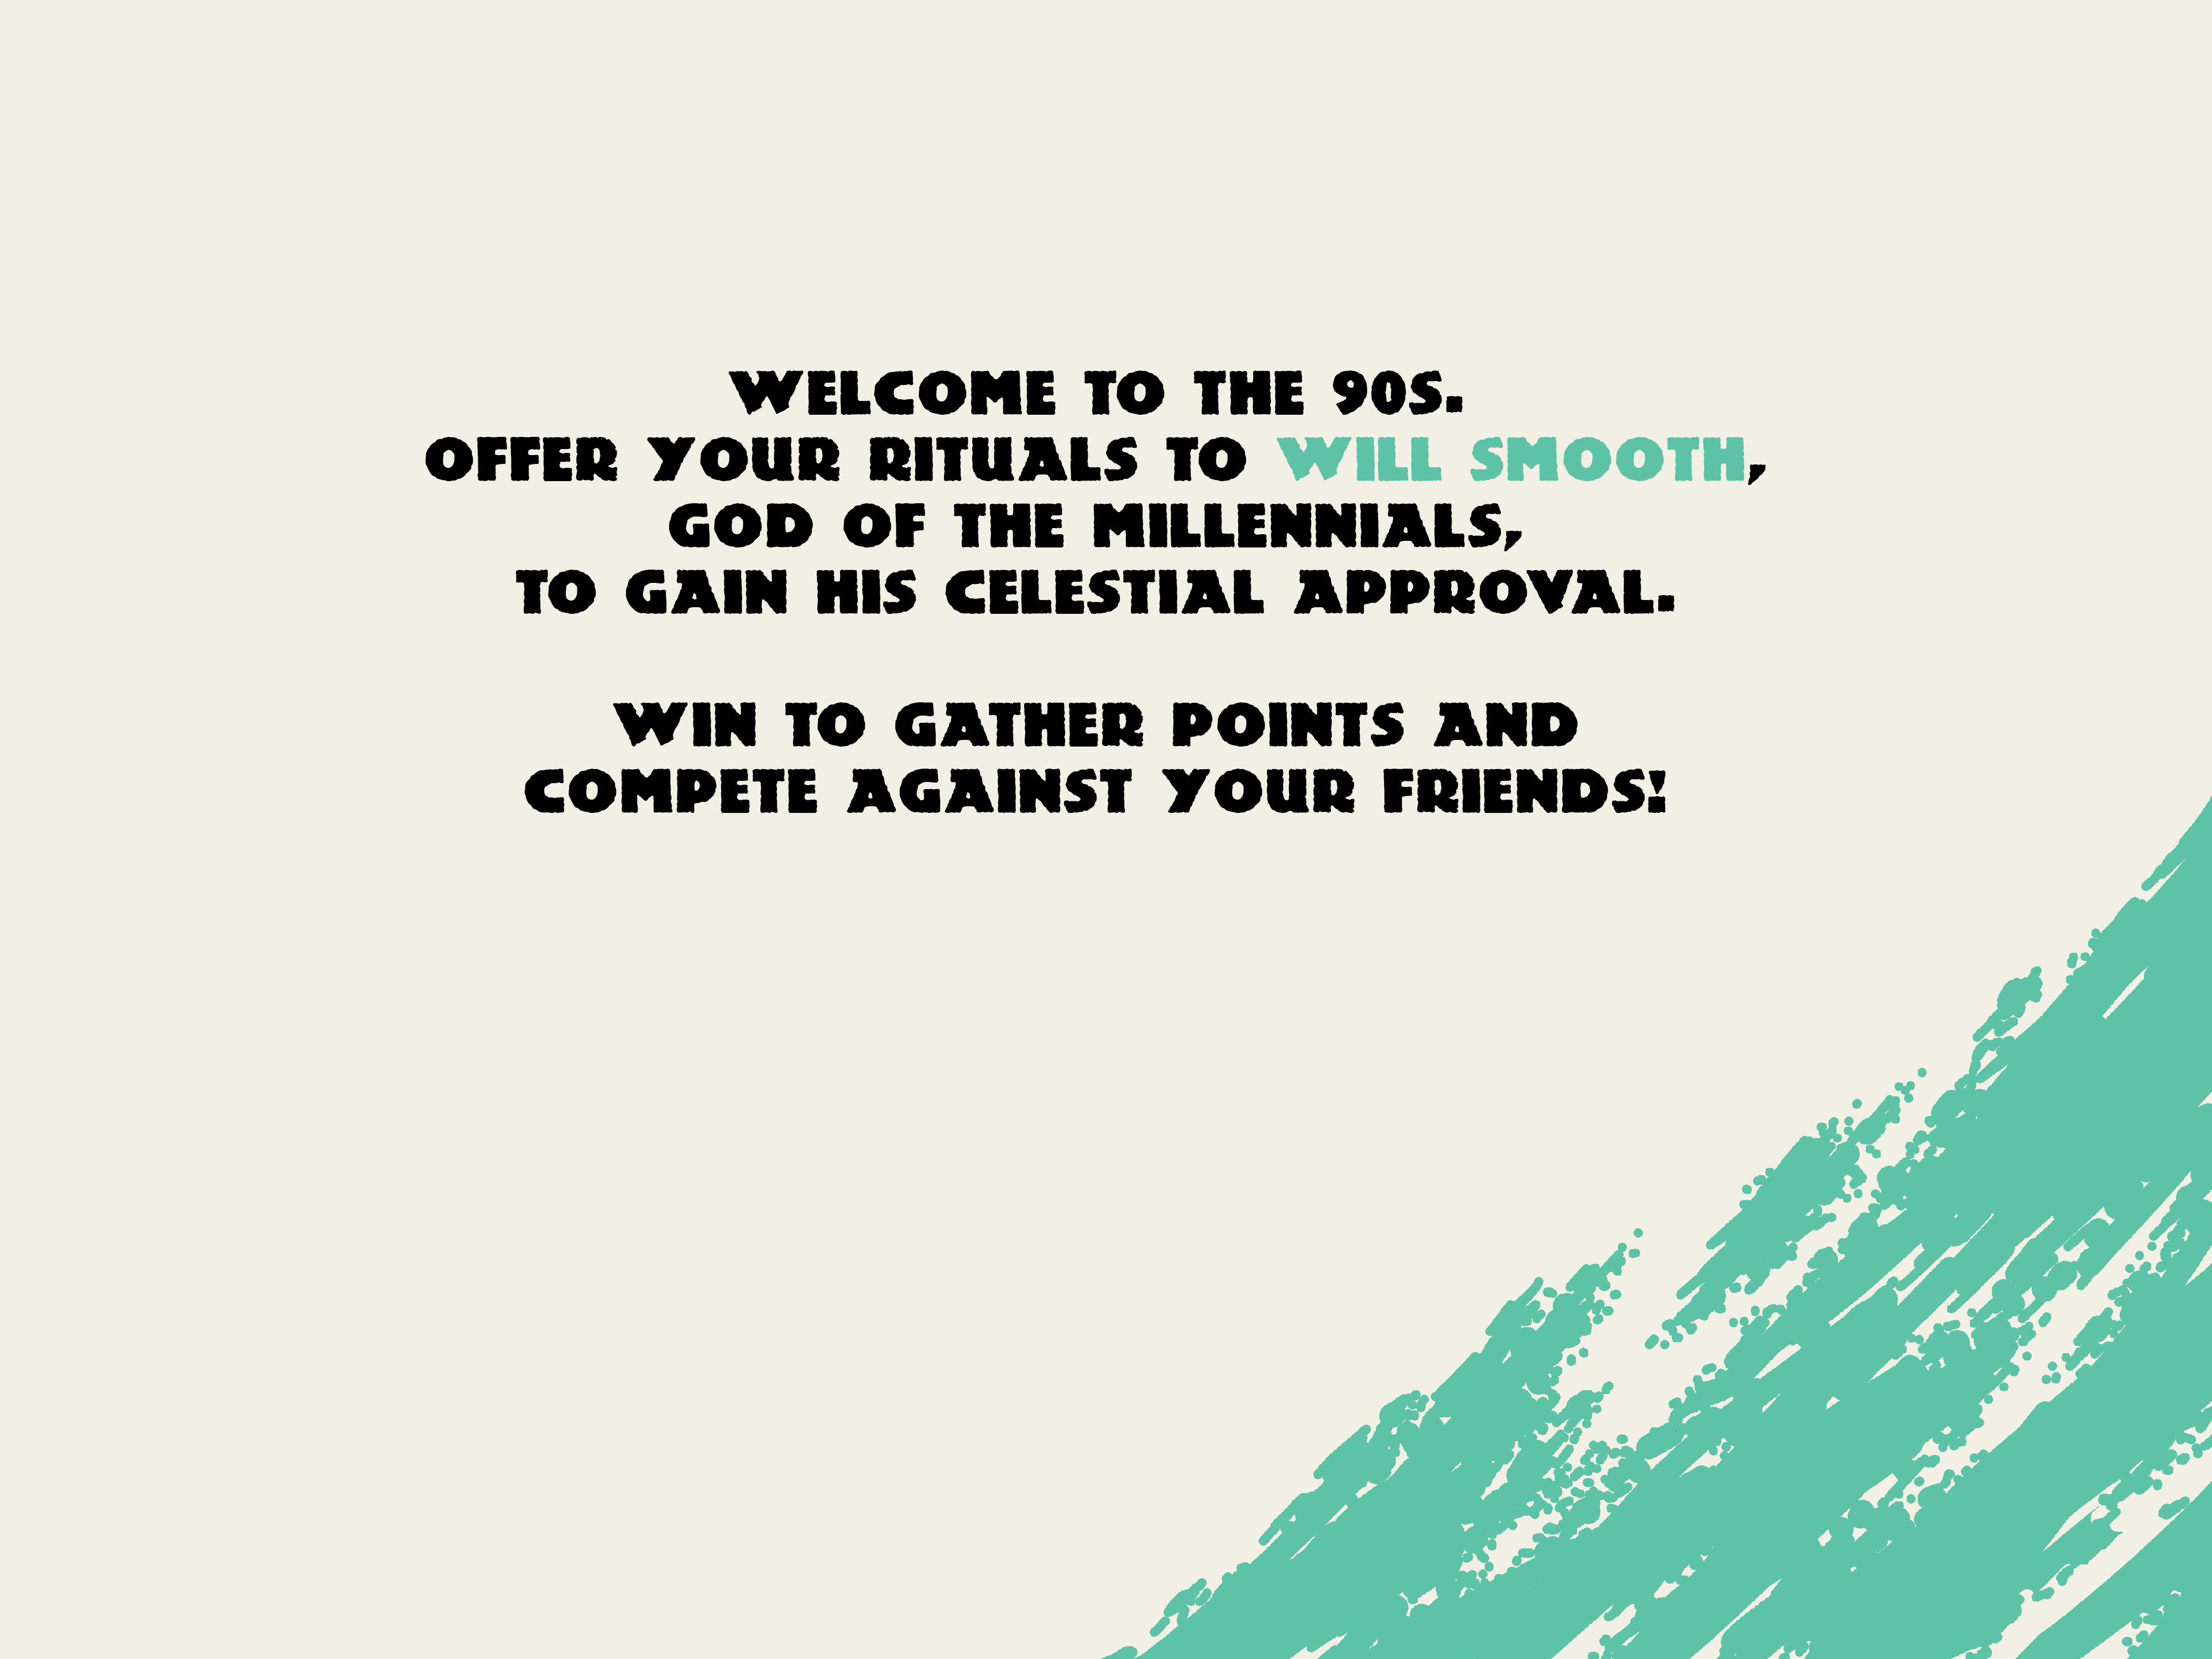 WELCOME TO THE 90S.
OFFER YOUR RITUALS TO WILL SMOOTH,
GOD OF THE MILLENNIALS,
TO GAIN HIS CELESTIAL APPROVAL.
WIN TO GATHER POINTS AND
COMPETE AGAINST YOUR FRIENDS!